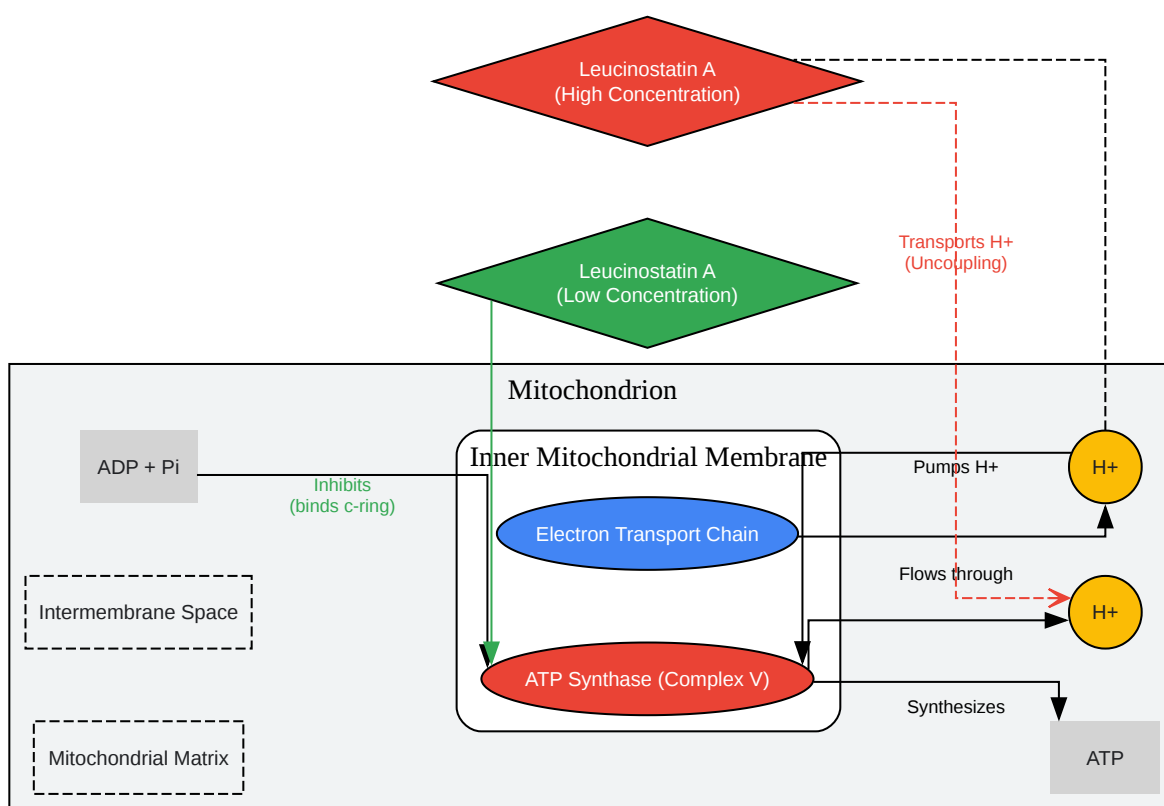 Leucinostatin A
(High Concentration)
Transports H+
(Uncoupling)
Leucinostatin A
(Low Concentration)
Mitochondrion
ADP + Pi
Inner Mitochondrial Membrane
Pumps H+
H+
Inhibits
(binds c-ring)
Electron Transport Chain
Flows through
H+
Intermembrane Space
ATP Synthase (Complex V)
Synthesizes
Mitochondrial Matrix
ATP